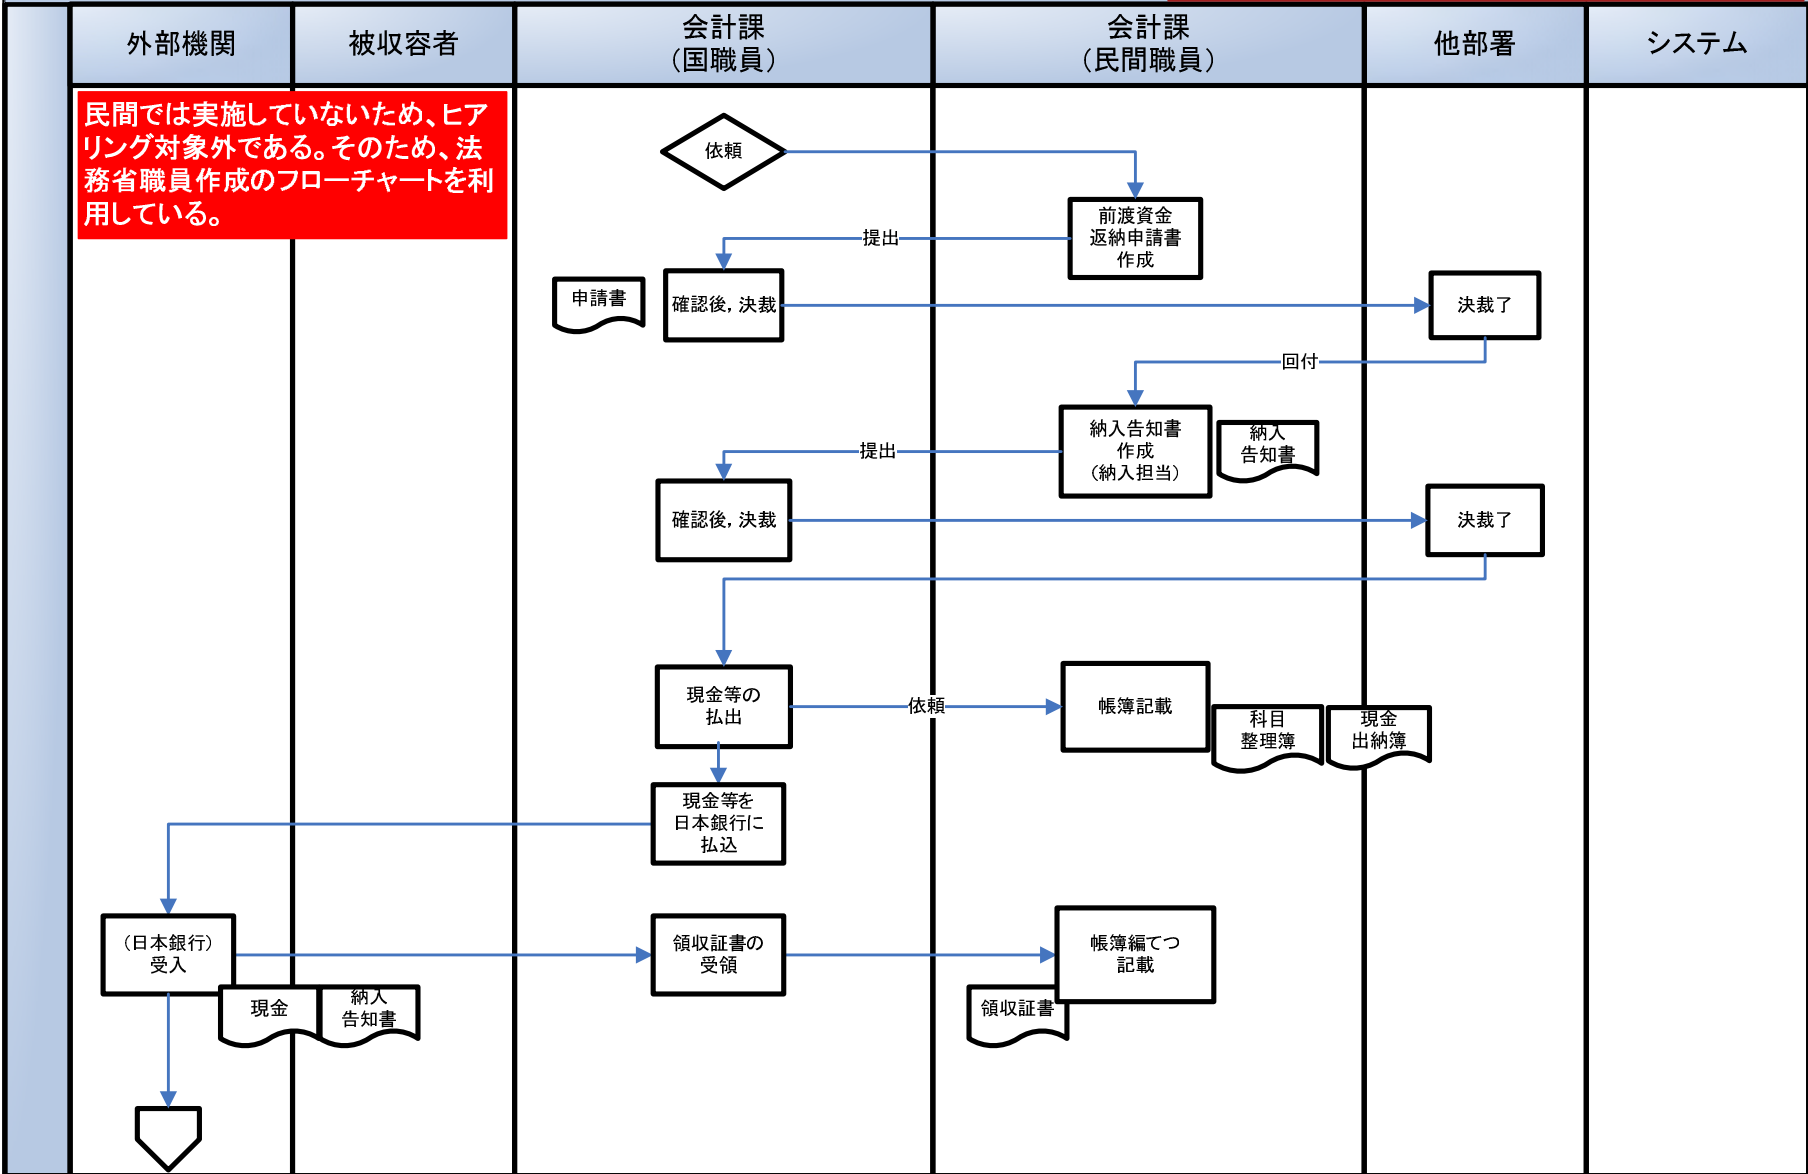 外部機関
被収容者
会計課
（国職員）
会計課
（民間職員）
他部署
システム
民間では実施していないため、ヒア
リング対象外である。そのため、法
務省職員作成のフローチャートを利
用している。
依頼
前渡資金
返納申請書
作成
提出
申請書
確認後，決裁
決裁了
回付
納入告知書
作成
（納入担当）
納入
告知書
提出
確認後，決裁
決裁了
現金等の
払出
依頼
帳簿記載
科目
整理簿
現金
出納簿
現金等を
日本銀行に
払込
（日本銀行）
受入
領収証書の
受領
帳簿編てつ
記載
現金
納入
告知書
領収証書